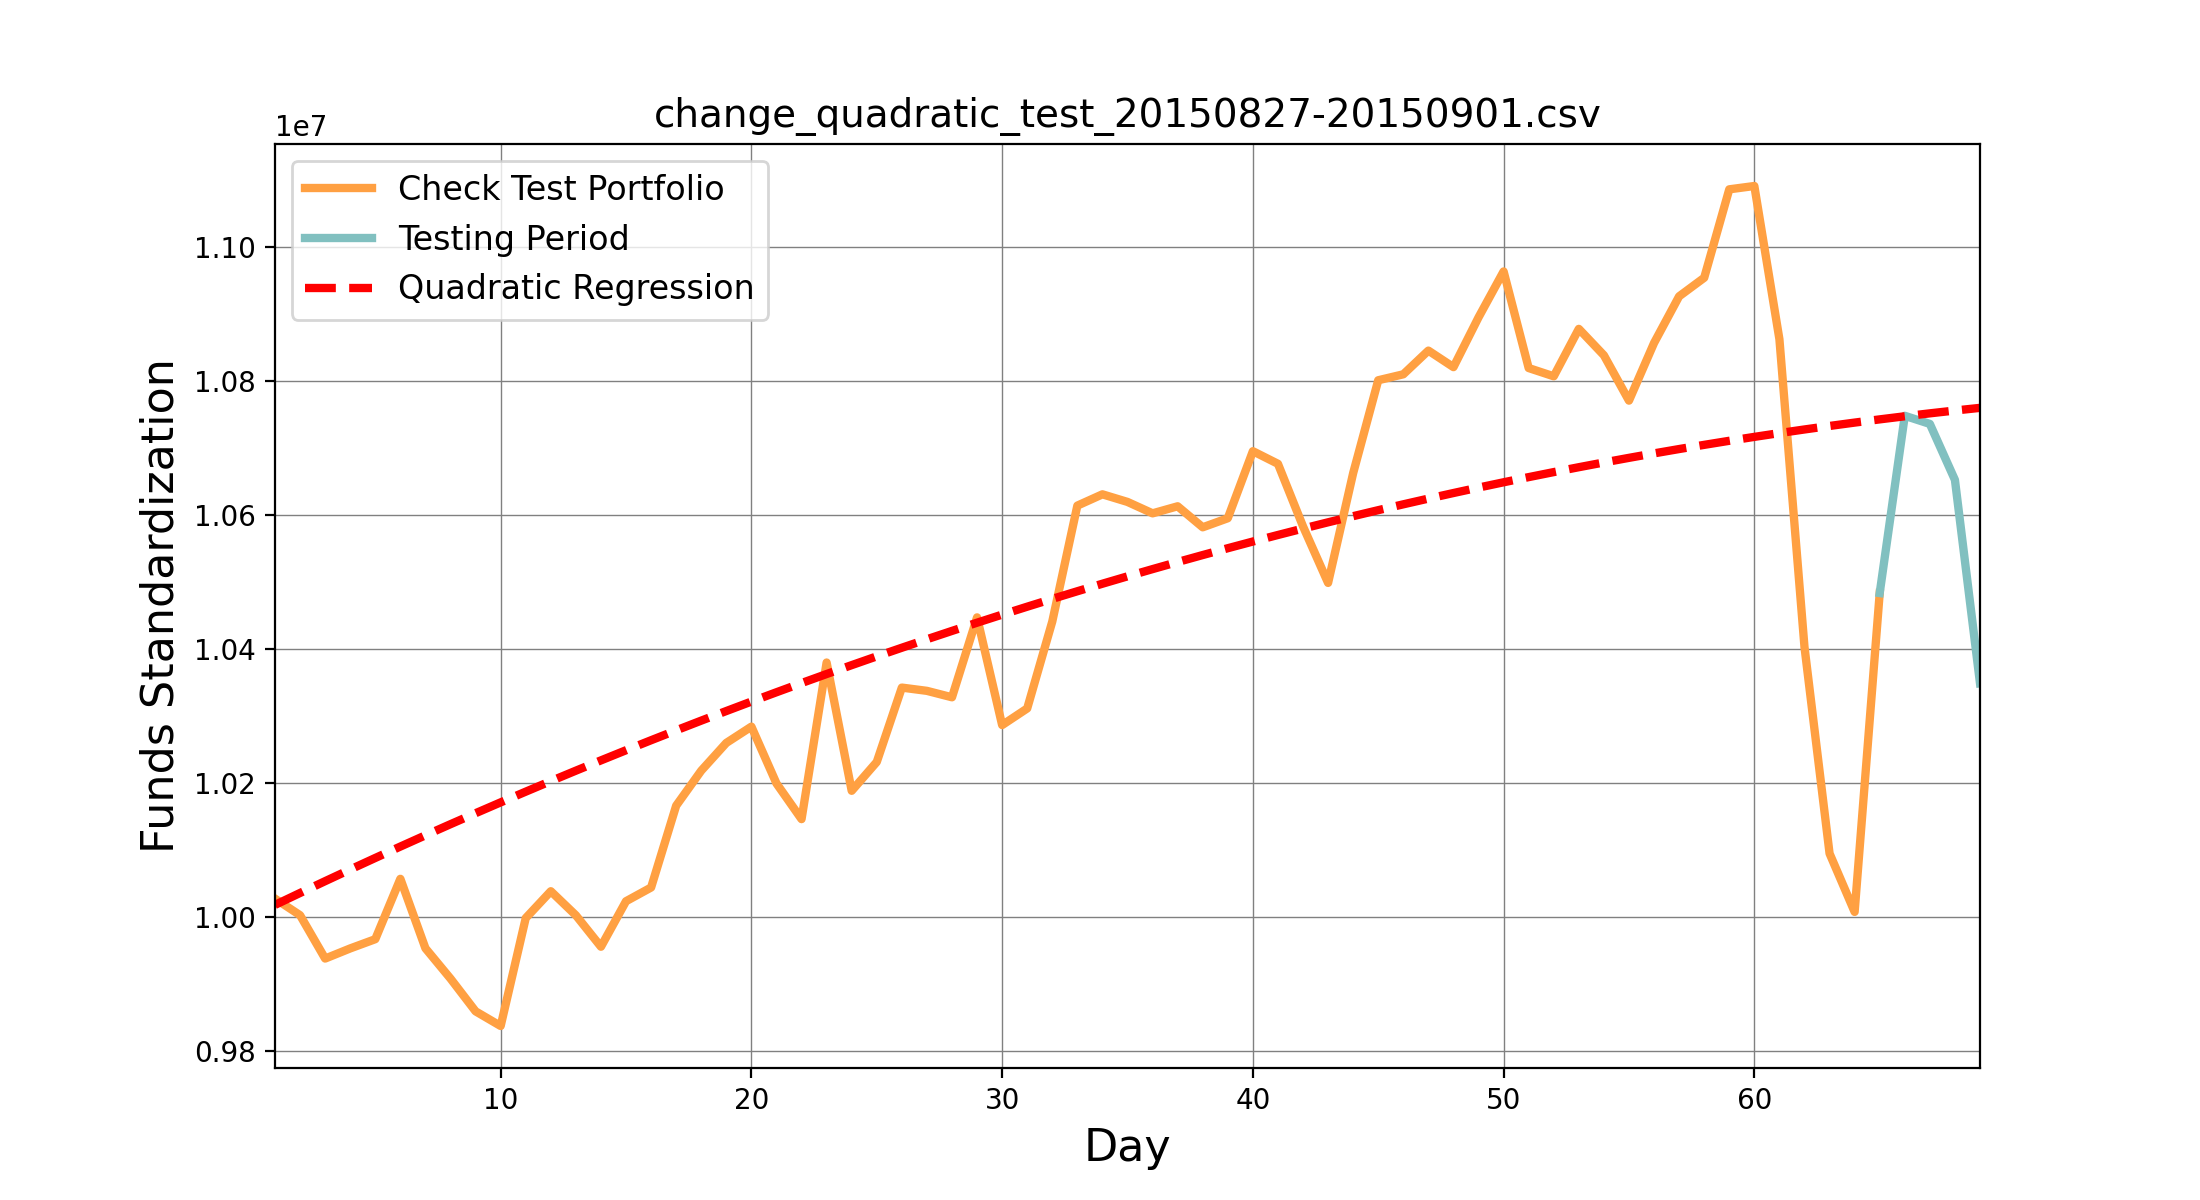 change_quadratic_test_20150827-20150901.csv
1e7
Check Test Portfolio
Testing Period
Quadratic Regression
1.10
1.08
1.06
1.04
1.02
1.00
0.98
Funds Standardization
10 20 30 40 50 60
Day